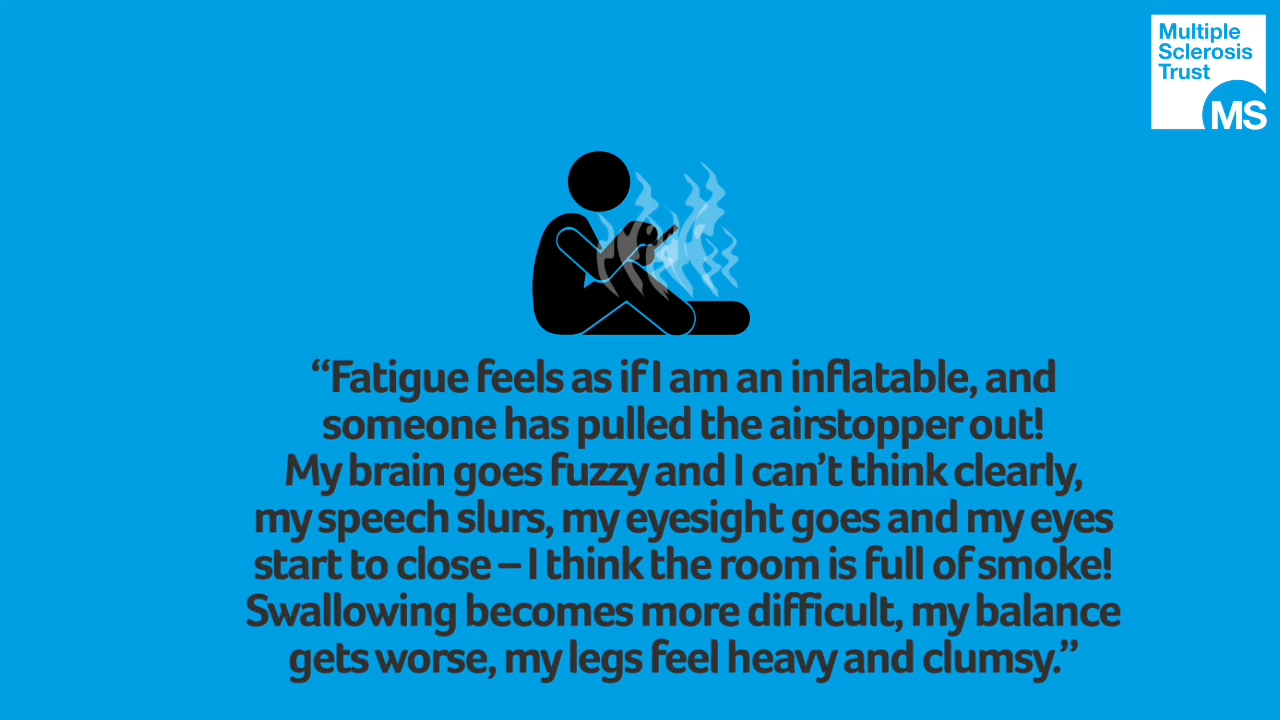 Multiple
Sclerosis
Trust
MS
“Fatigue feels as if I am an inflatable, and
someone has pulled the airstopper out!
My brain goes fuzzy and I can’t think clearly,
my speech slurs, my eyesight goes and my eyes
start to close – I think the room is full of smoke!
Swallowing becomes more difficult, my balance
gets worse, my legs feel heavy and clumsy.”